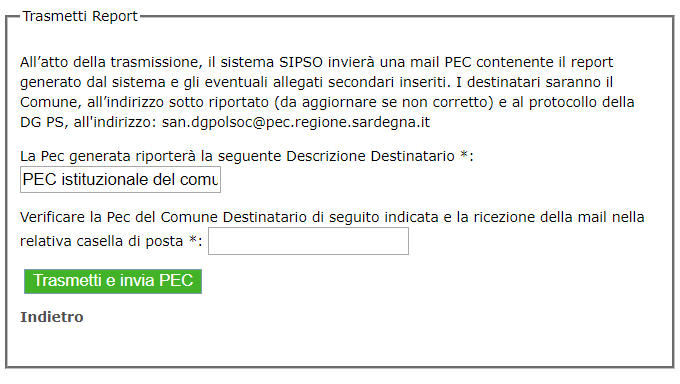 Trasmetti Report
All’atto della trasmissione, il sistema SIPSO invierà una mail PEC contenente il report
generato dal sistema e gli eventuali allegati secondari inseriti. I destinatari saranno il
Comune, all’indirizzo sotto riportato (da aggiornare se non corretto) e al protocollo della
DG PS, all'indirizzo: san.dgpolsoc@pec.regione.sardegna.it
La Pec generata riporterà la seguente Descrizione Destinatario *:
PEC istituzionale del comu
Verificare la Pec del Comune Destinatario di seguito indicata e la ricezione della mail nella
relativa casella di posta *:
Trasmetti e invia PEC
Indietro